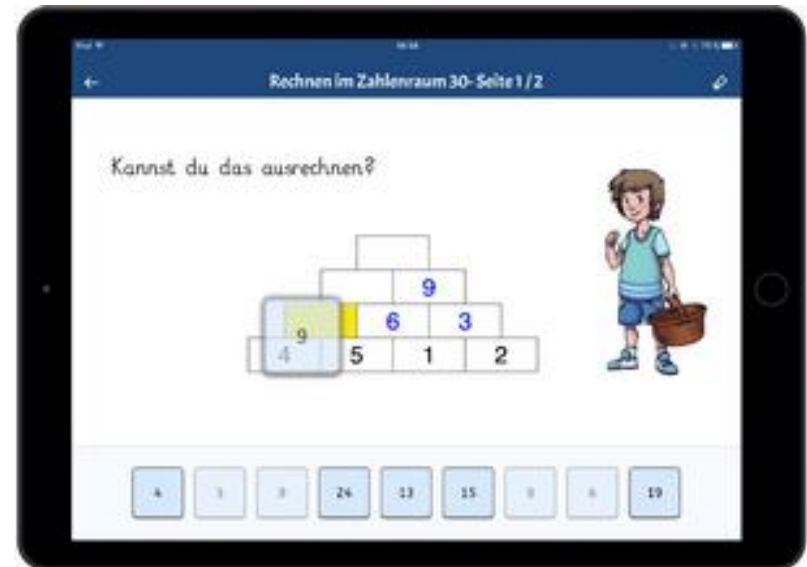 Rechnen im Zahlenraum 30- Seite 1 / 2
Kannst du das ausrechnen?
9
6 3
9
4 5 1 2
4 24 13 15 6 19